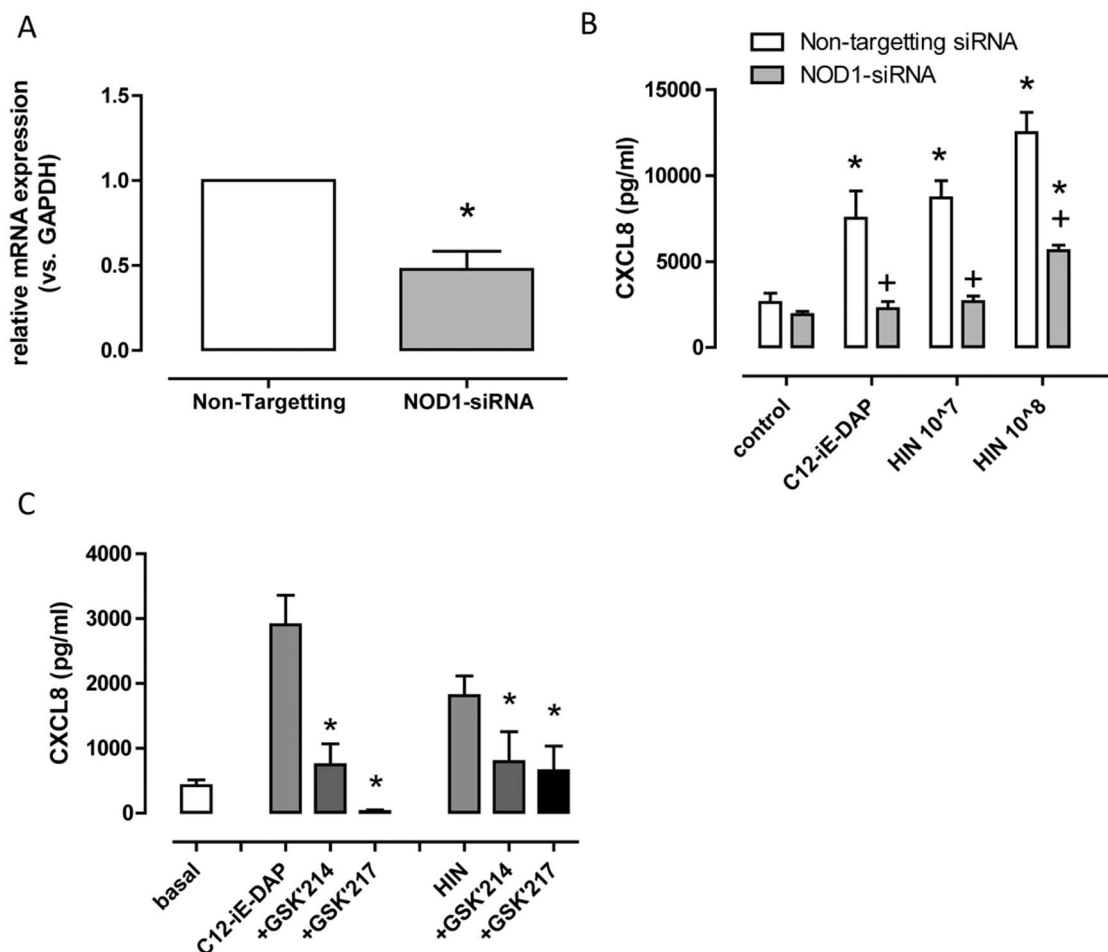 A
relative mRNA expression
(vs. GAPDH)
1.5
1.0
0.5
0.0
*
Non-Targetting
NOD1-siRNA
B
Non-targetting siRNA
NOD1-siRNA
CXCL8 (pg/ml)
15000
10000
5000
0
*
*
*
*
+
+
+
control
C12-iE-DAP
HIN 10^7
HIN 10^8
C
CXCL8 (pg/ml)
4000
3000
2000
1000
0
*
*
*
*
basal
C12-iE-DAP
+GSK'214
+GSK'217
HIN
+GSK'214
+GSK'217